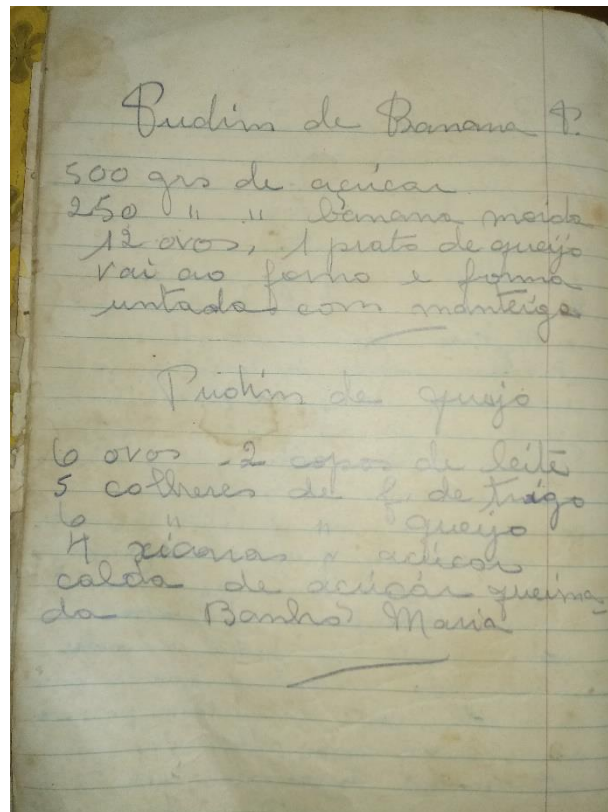 Pudim de Banana P.
500 grs de açúcar
250 " " banana moida
12 ovos, 1 prato de queijo
vai ao forno e forma
untada com manteiga
Pudim de queijo
6 ovos - 2 copos de leite
5 colheres de f. de trigo
6 " " queijo
4 xicaras " açúcar
calda de açúcar queima-
da Banho Maria